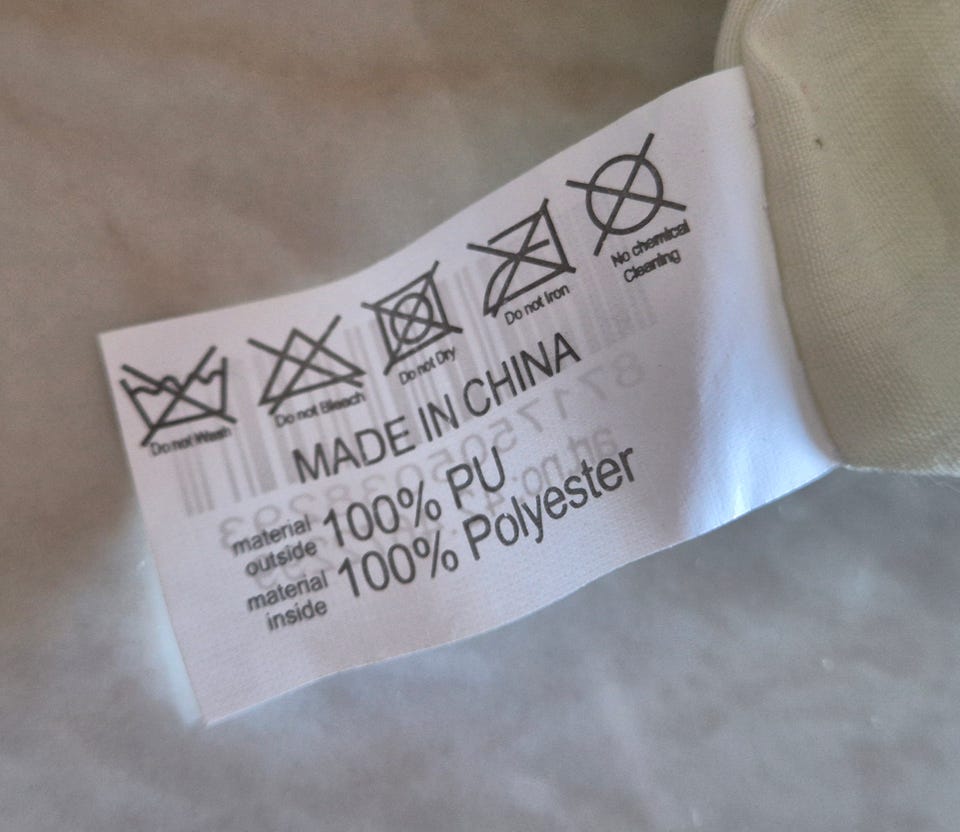 Do not Wash
Do not Bleach
Do not Dry
Do not Iron
No chemical
Cleaning
MADE IN CHINA
material outside 100% PU
material inside 100% Polyester